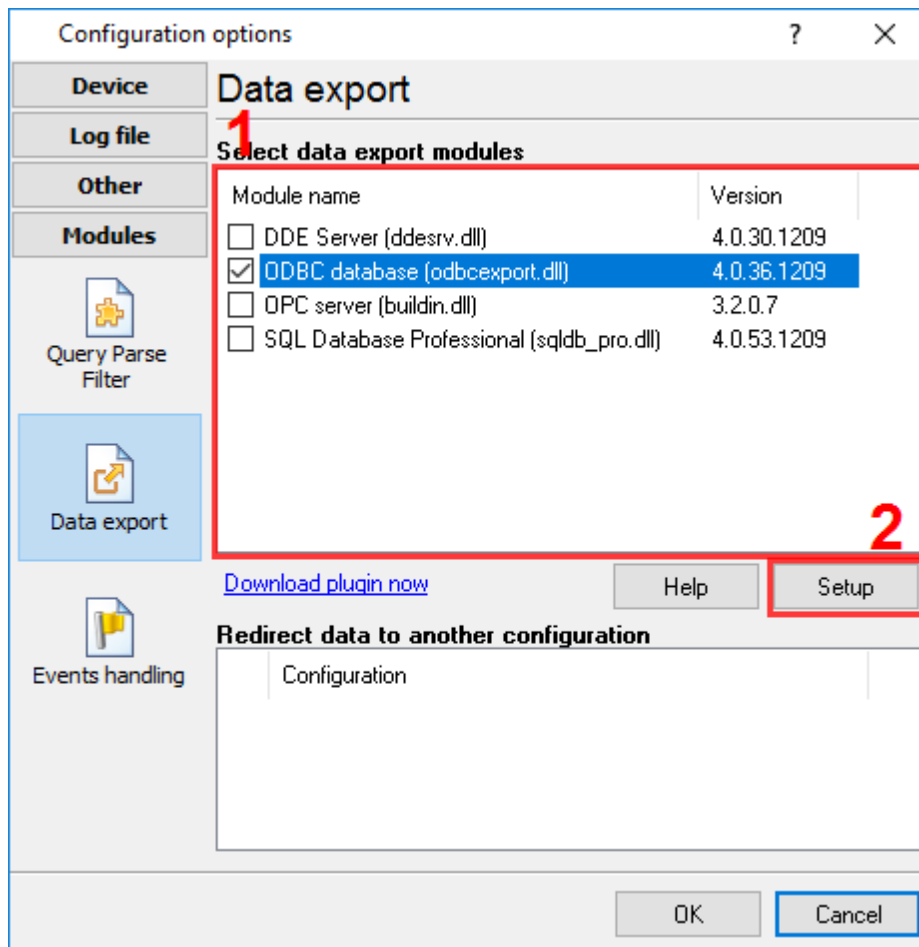 Configuration options ?
Device
Log file
Other
Modules
Query Parse
Filter
Data export
Events handling
Data export
1
Select data export modules
Module name Version
DDE Server (ddesrv.dll) 4.0.30.1209
ODBC database (odbcexport.dll) 4.0.36.1209
OPC server (buildin.dll) 3.2.0.7
SQL Database Professional (sqldb_pro.dll) 4.0.53.1209
2
Download plugin now Help Setup
Redirect data to another configuration
Configuration
OK Cancel